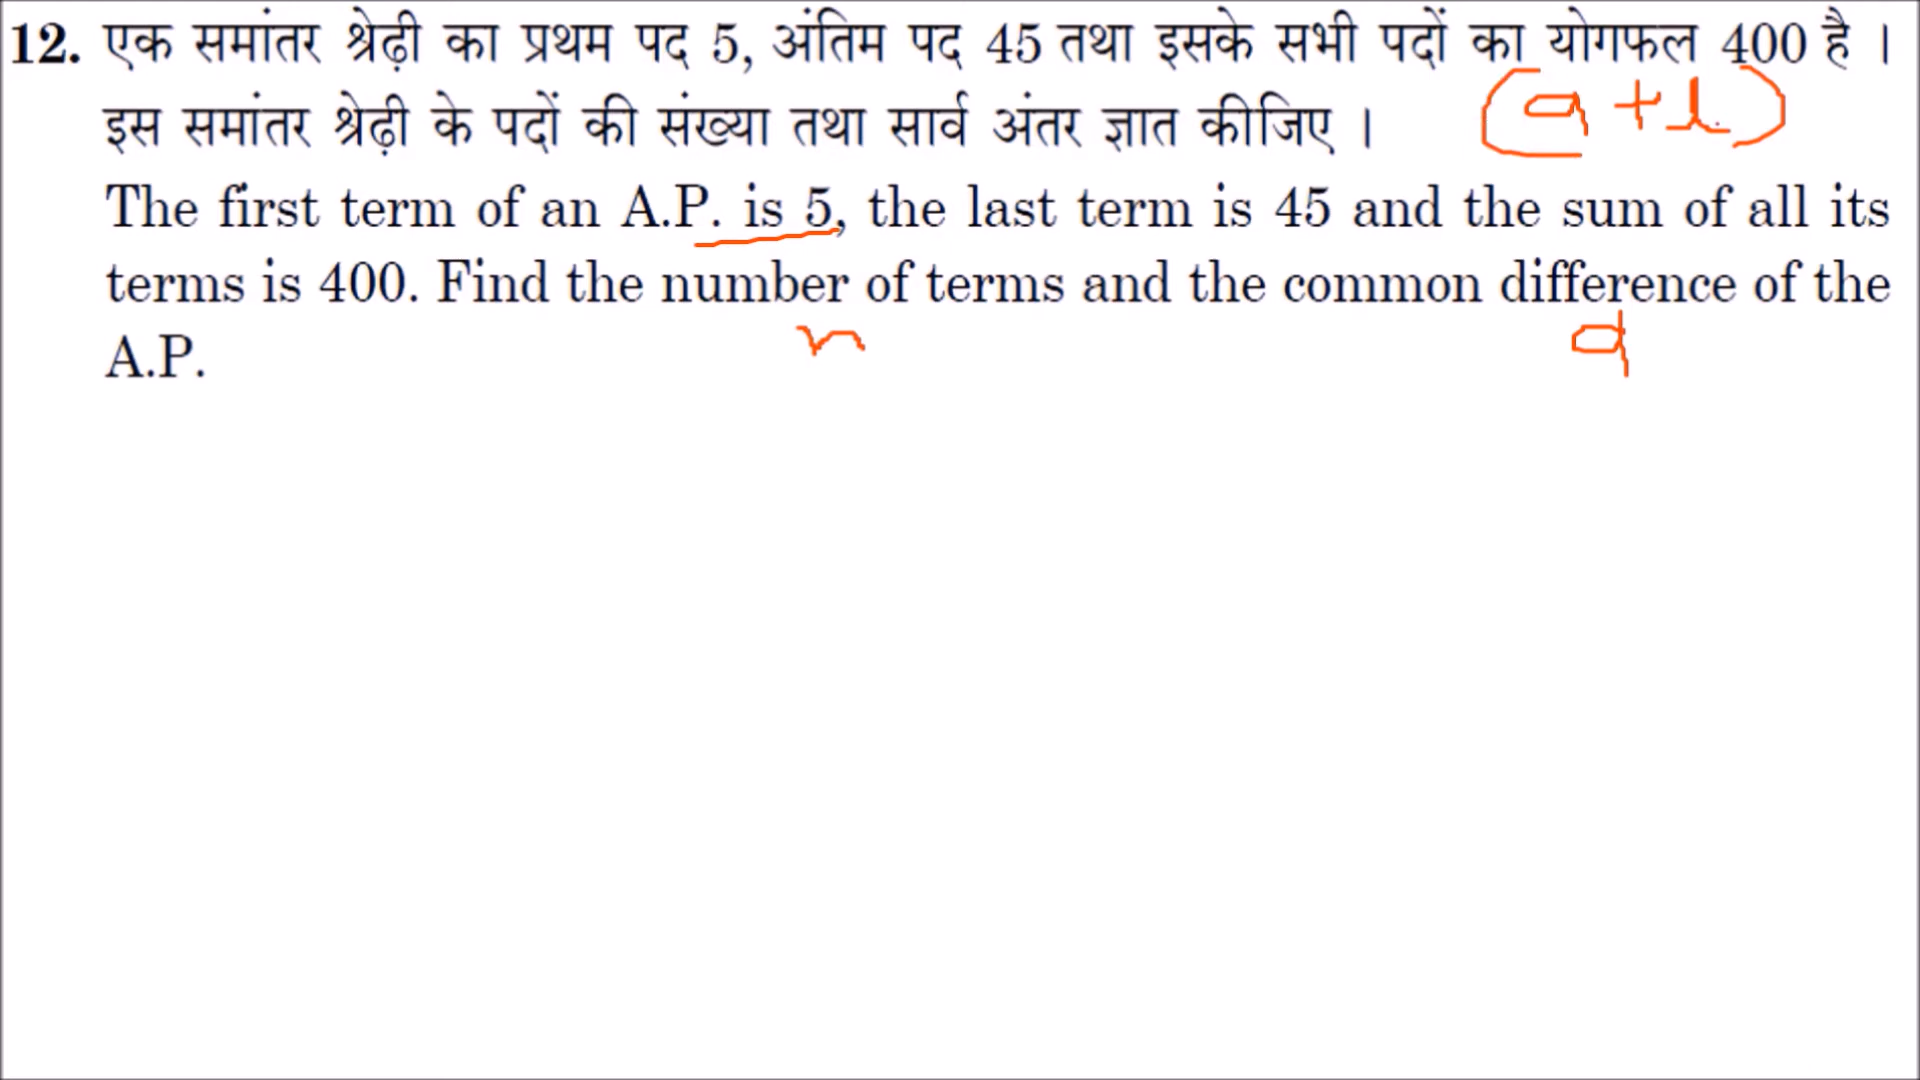 12. एक समांतर श्रेढ़ी का प्रथम पद 5, अंतिम पद 45 तथा इसके सभी पदों का योगफल 400 है ।
इस समांतर श्रेढ़ी के पदों की संख्या तथा सार्व अंतर ज्ञात कीजिए ।
(a+l)
The first term of an A.P. is 5, the last term is 45 and the sum of all its
terms is 400. Find the number of terms and the common difference of the
n
d
A.P.